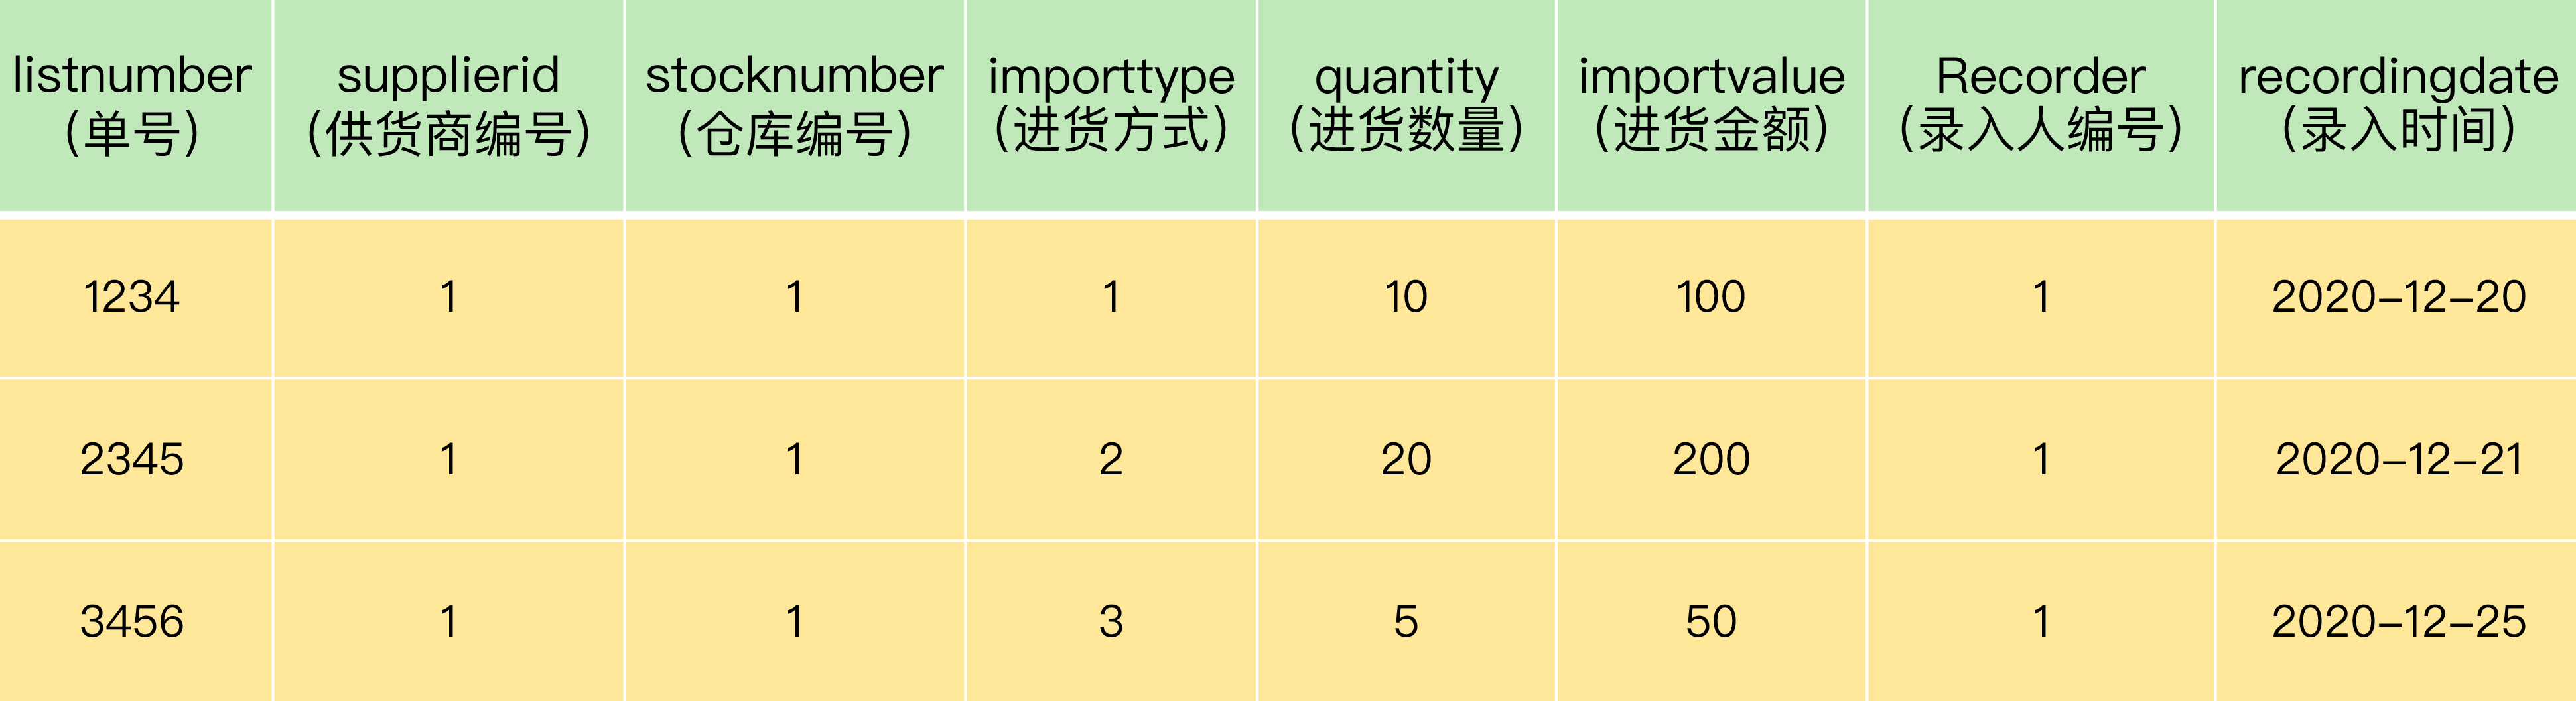 listnumber supplierid stocknumber importtype quantity importvalue Recorder recordingdate
（单号） （供货商编号） （仓库编号） （进货方式） （进货数量） （进货金额） （录入人编号） （录入时间）
1234 1 1 1 10 100 1 2020-12-20
2345 1 1 2 20 200 1 2020-12-21
3456 1 1 3 5 50 1 2020-12-25